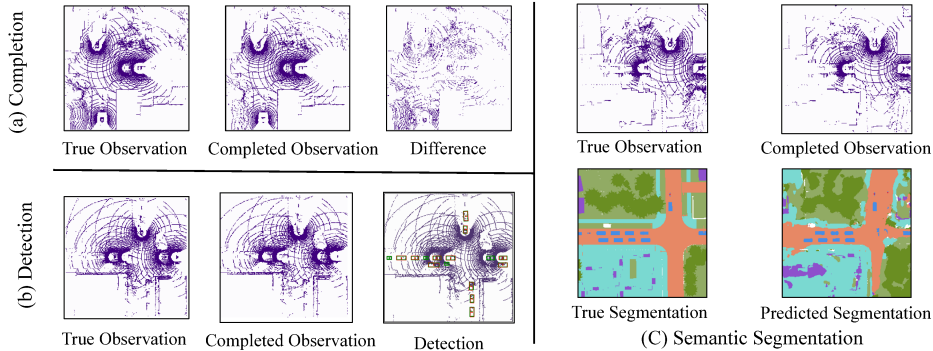 (a) Completion
True Observation
Completed Observation
Difference
(b) Detection
True Observation
Completed Observation
Detection
True Observation
Completed Observation
True Segmentation
Predicted Segmentation
(C) Semantic Segmentation